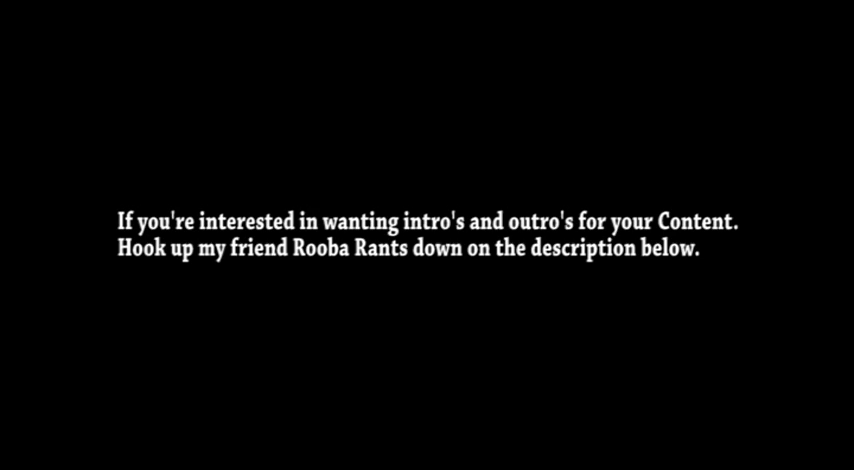 If you're interested in wanting intro's and outro's for your Content.
Hook up my friend Rooba Rants down on the description below.